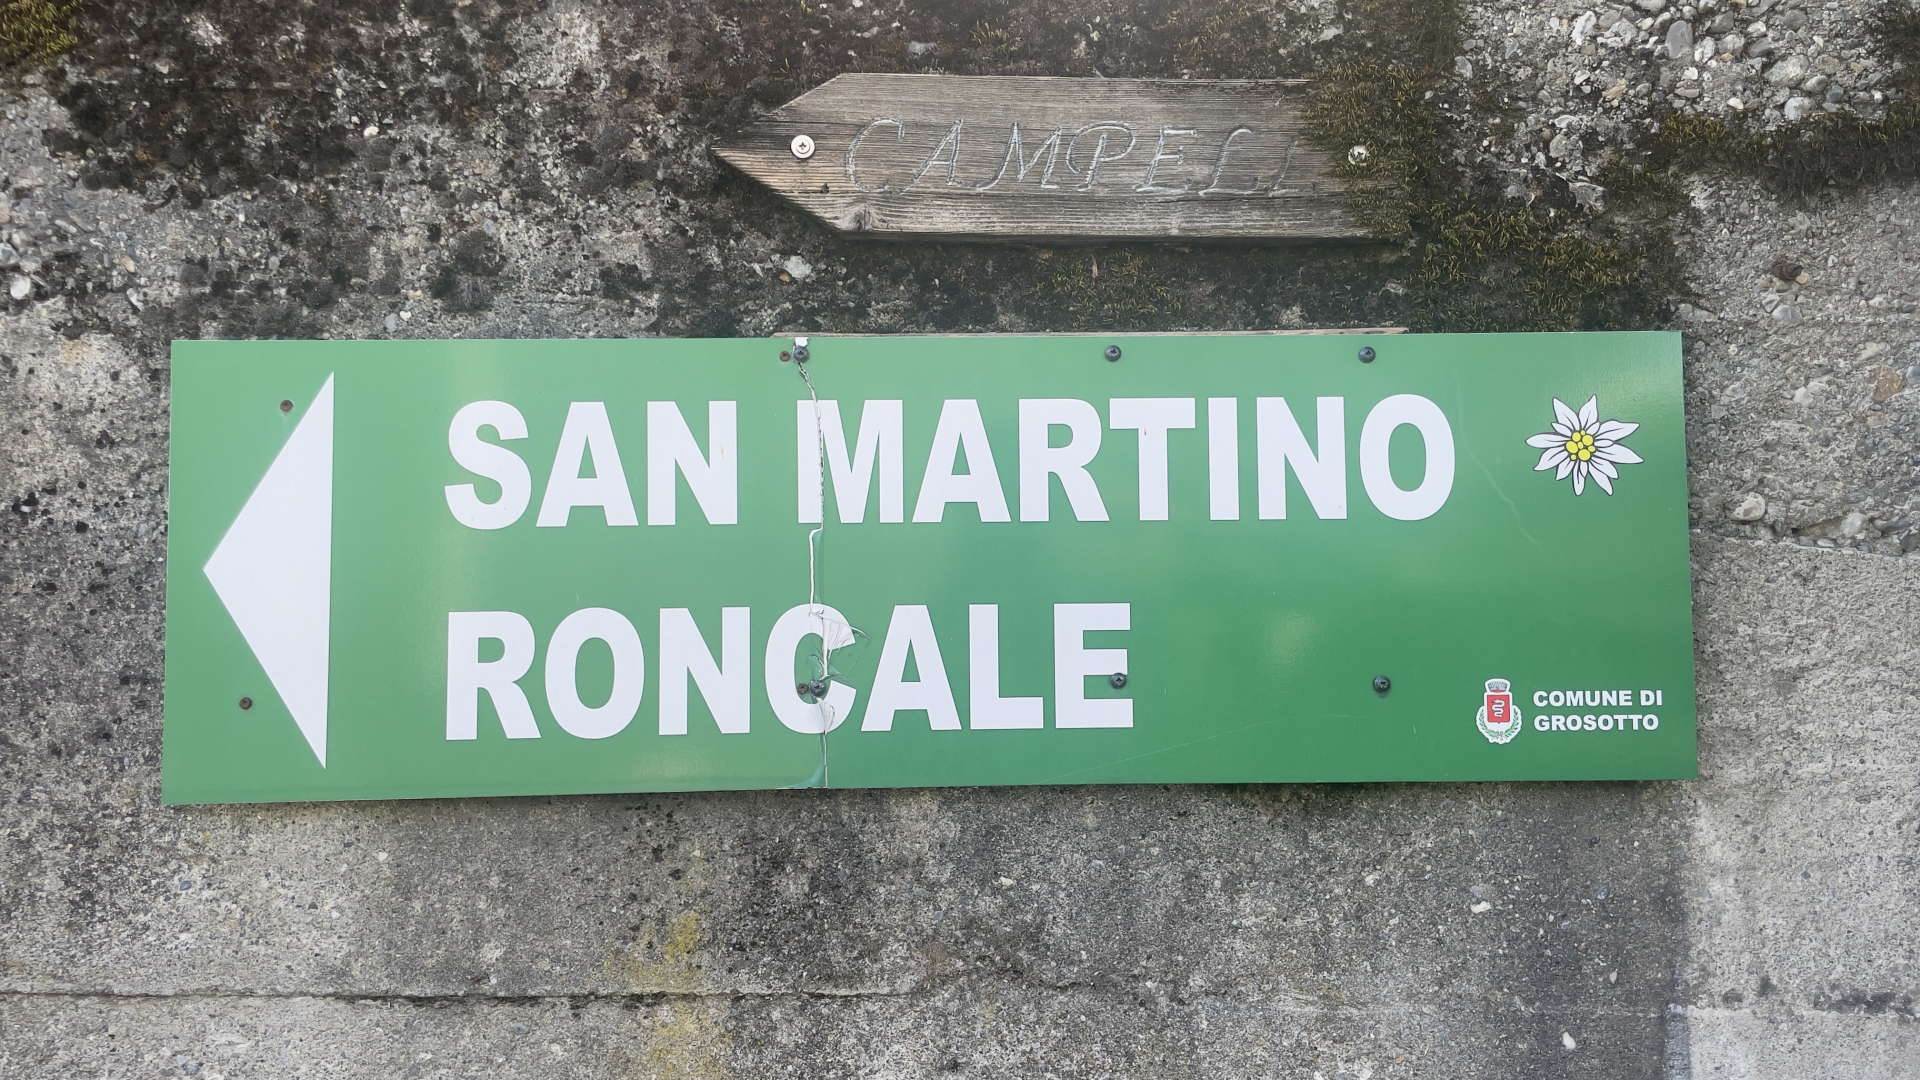 CAMPELL
SAN MARTINO
RONCALE
COMUNE DI
GROSOTTO